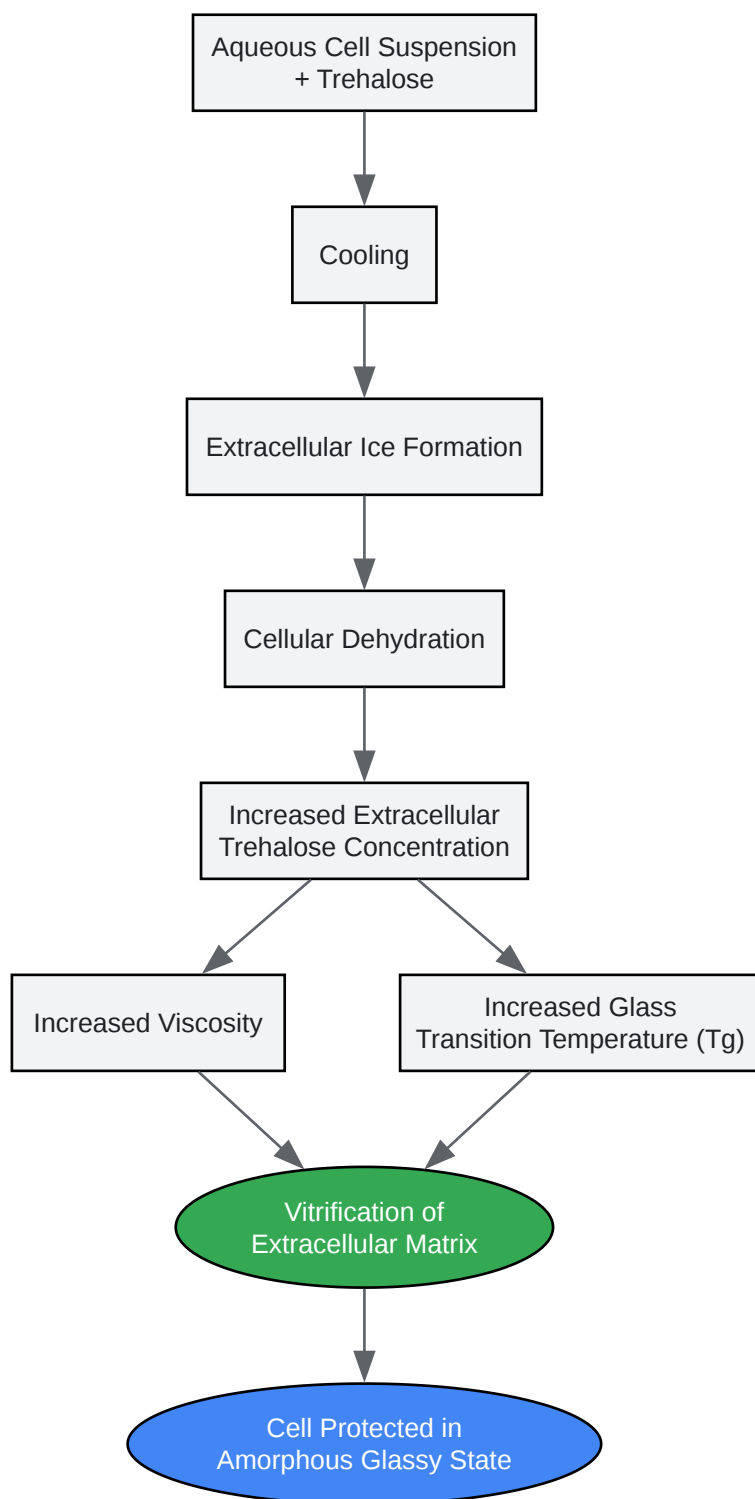 Aqueous Cell Suspension
+ Trehalose
Cooling
Extracellular Ice Formation
Cellular Dehydration
Increased Extracellular
Trehalose Concentration
Increased Viscosity
Increased Glass
Transition Temperature (Tg)
Vitrification of
Extracellular Matrix
Cell Protected in
Amorphous Glassy State